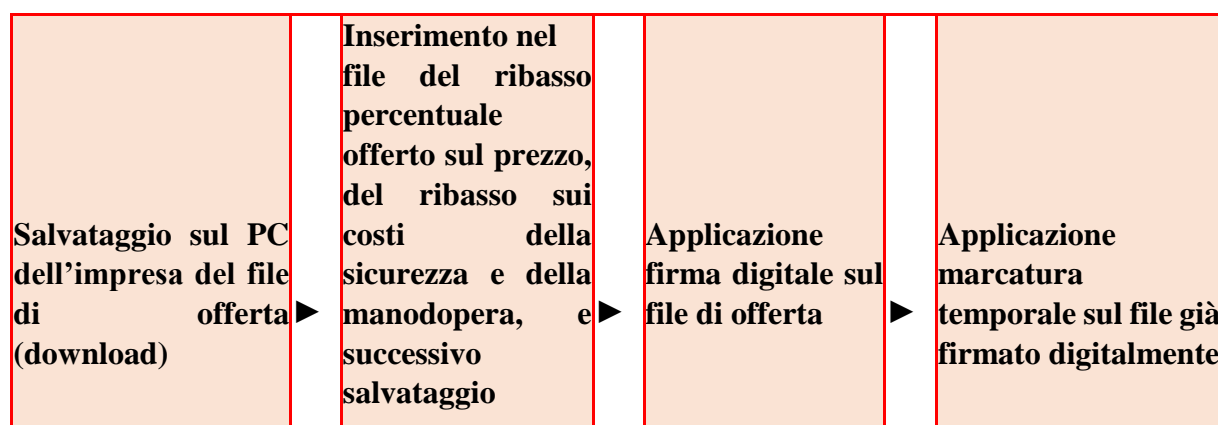 Salvataggio sul PC
dell’impresa del file
di offerta
(download)
►
Inserimento nel
file del ribasso
percentuale
offerto sul prezzo,
del ribasso sui
costi della
sicurezza e della
manodopera, e
successivo
salvataggio
►
Applicazione
firma digitale sul
file di offerta
►
Applicazione
marcatura
temporale sul file già
firmato digitalmente